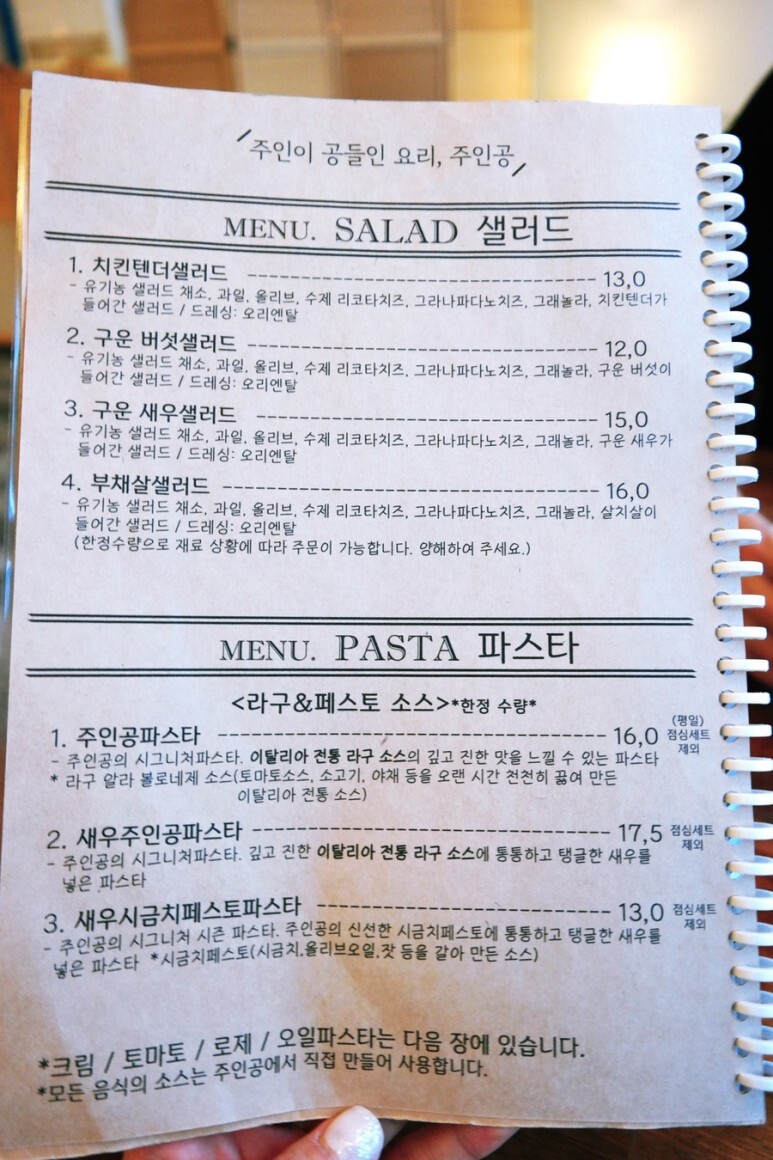 주인이 공들인 요리, 주인공
MENU. SALAD 샐러드
1. 치킨텐더샐러드 ---------- 13,0
- 유기농 샐러드 채소, 과일, 올리브, 수제 리코타치즈, 그라나파다노치즈, 그래놀라, 치킨텐더가
들어간 샐러드 / 드레싱: 오리엔탈
2. 구운 버섯샐러드 ---------- 12,0
- 유기농 샐러드 채소, 과일, 올리브, 수제 리코타치즈, 그라나파다노치즈, 그래놀라, 구운 버섯이
들어간 샐러드 / 드레싱: 오리엔탈
3. 구운 새우샐러드 ---------- 15,0
- 유기농 샐러드 채소, 과일, 올리브, 수제 리코타치즈, 그라나파다노치즈, 그래놀라, 구운 새우가
들어간 샐러드 / 드레싱: 오리엔탈
4. 부채살샐러드 ---------- 16,0
- 유기농 샐러드 채소, 과일, 올리브, 수제 리코타치즈, 그라나파다노치즈, 그래놀라, 살치살이
들어간 샐러드 / 드레싱: 오리엔탈
(한정수량으로 재료 상황에 따라 주문이 가능합니다. 양해하여 주세요.)
MENU. PASTA 파스타
<라구&페스토 소스>*한정 수량*
1. 주인공파스타 ---------- 16,0 (평일) 점심세트 제외
- 주인공의 시그니처파스타. 이탈리아 전통 라구 소스의 깊고 진한 맛을 느낄 수 있는 파스타
* 라구 알라 볼로네제 소스(토마토소스, 소고기, 야채 등을 오랜 시간 천천히 끓여 만든
이탈리아 전통 소스)
2. 새우주인공파스타 ---------- 17,5 점심세트 제외
- 주인공의 시그니처파스타. 깊고 진한 이탈리아 전통 라구 소스에 통통하고 탱글한 새우를
넣은 파스타
3. 새우시금치페스토파스타 ---------- 13,0 점심세트 제외
- 주인공의 시그니처 시즌 파스타. 주인공의 신선한 시금치페스토에 통통하고 탱글한 새우를
넣은 파스타 *시금치페스토(시금치,올리브오일,잣 등을 갈아 만든 소스)
*크림 / 토마토 / 로제 / 오일파스타는 다음 장에 있습니다.
*모든 음식의 소스는 주인공에서 직접 만들어 사용합니다.